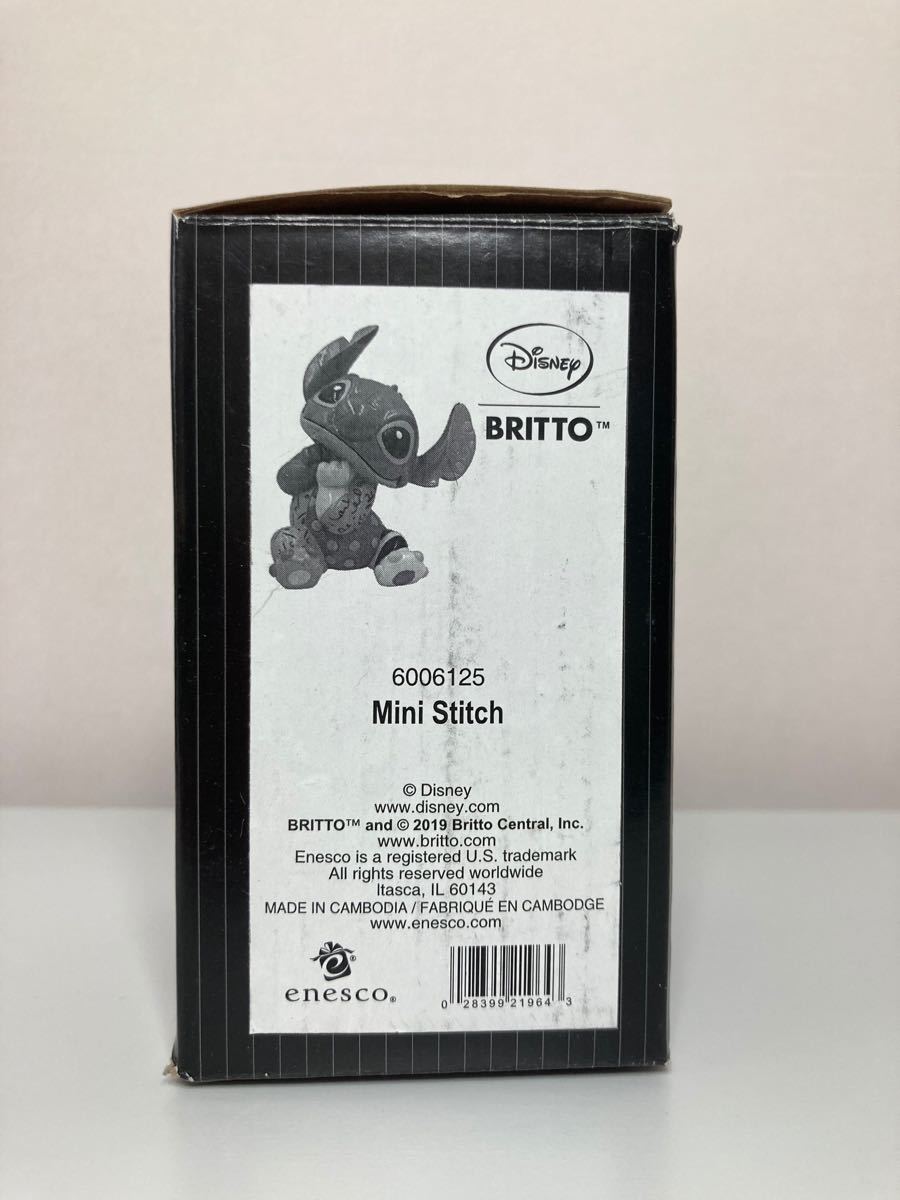 Disney
BRITTO™
6006125
Mini Stitch
© Disney
www.disney.com
BRITTO™ and © 2019 Britto Central, Inc.
www.britto.com
Enesco is a registered U.S. trademark
All rights reserved worldwide
Itasca, IL 60143
MADE IN CAMBODIA / FABRIQUÉ EN CAMBODGE
www.enesco.com
enesco®
0 28399 21964 3